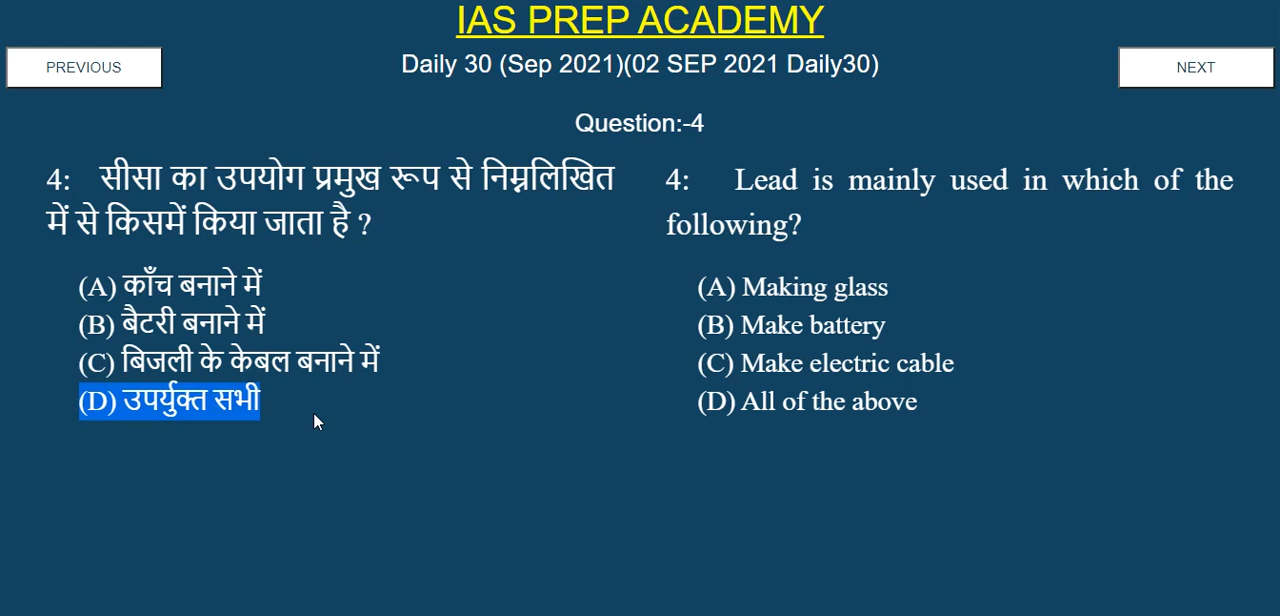 IAS PREP ACADEMY
PREVIOUS
Daily 30 (Sep 2021)(02 SEP 2021 Daily30)
NEXT
Question:-4
4: सीसा का उपयोग प्रमुख रूप से निम्नलिखित
में से किसमें किया जाता है ?
(A) काँच बनाने में
(B) बैटरी बनाने में
(C) बिजली के केबल बनाने में
(D) उपर्युक्त सभी
4: Lead is mainly used in which of the
following?
(A) Making glass
(B) Make battery
(C) Make electric cable
(D) All of the above